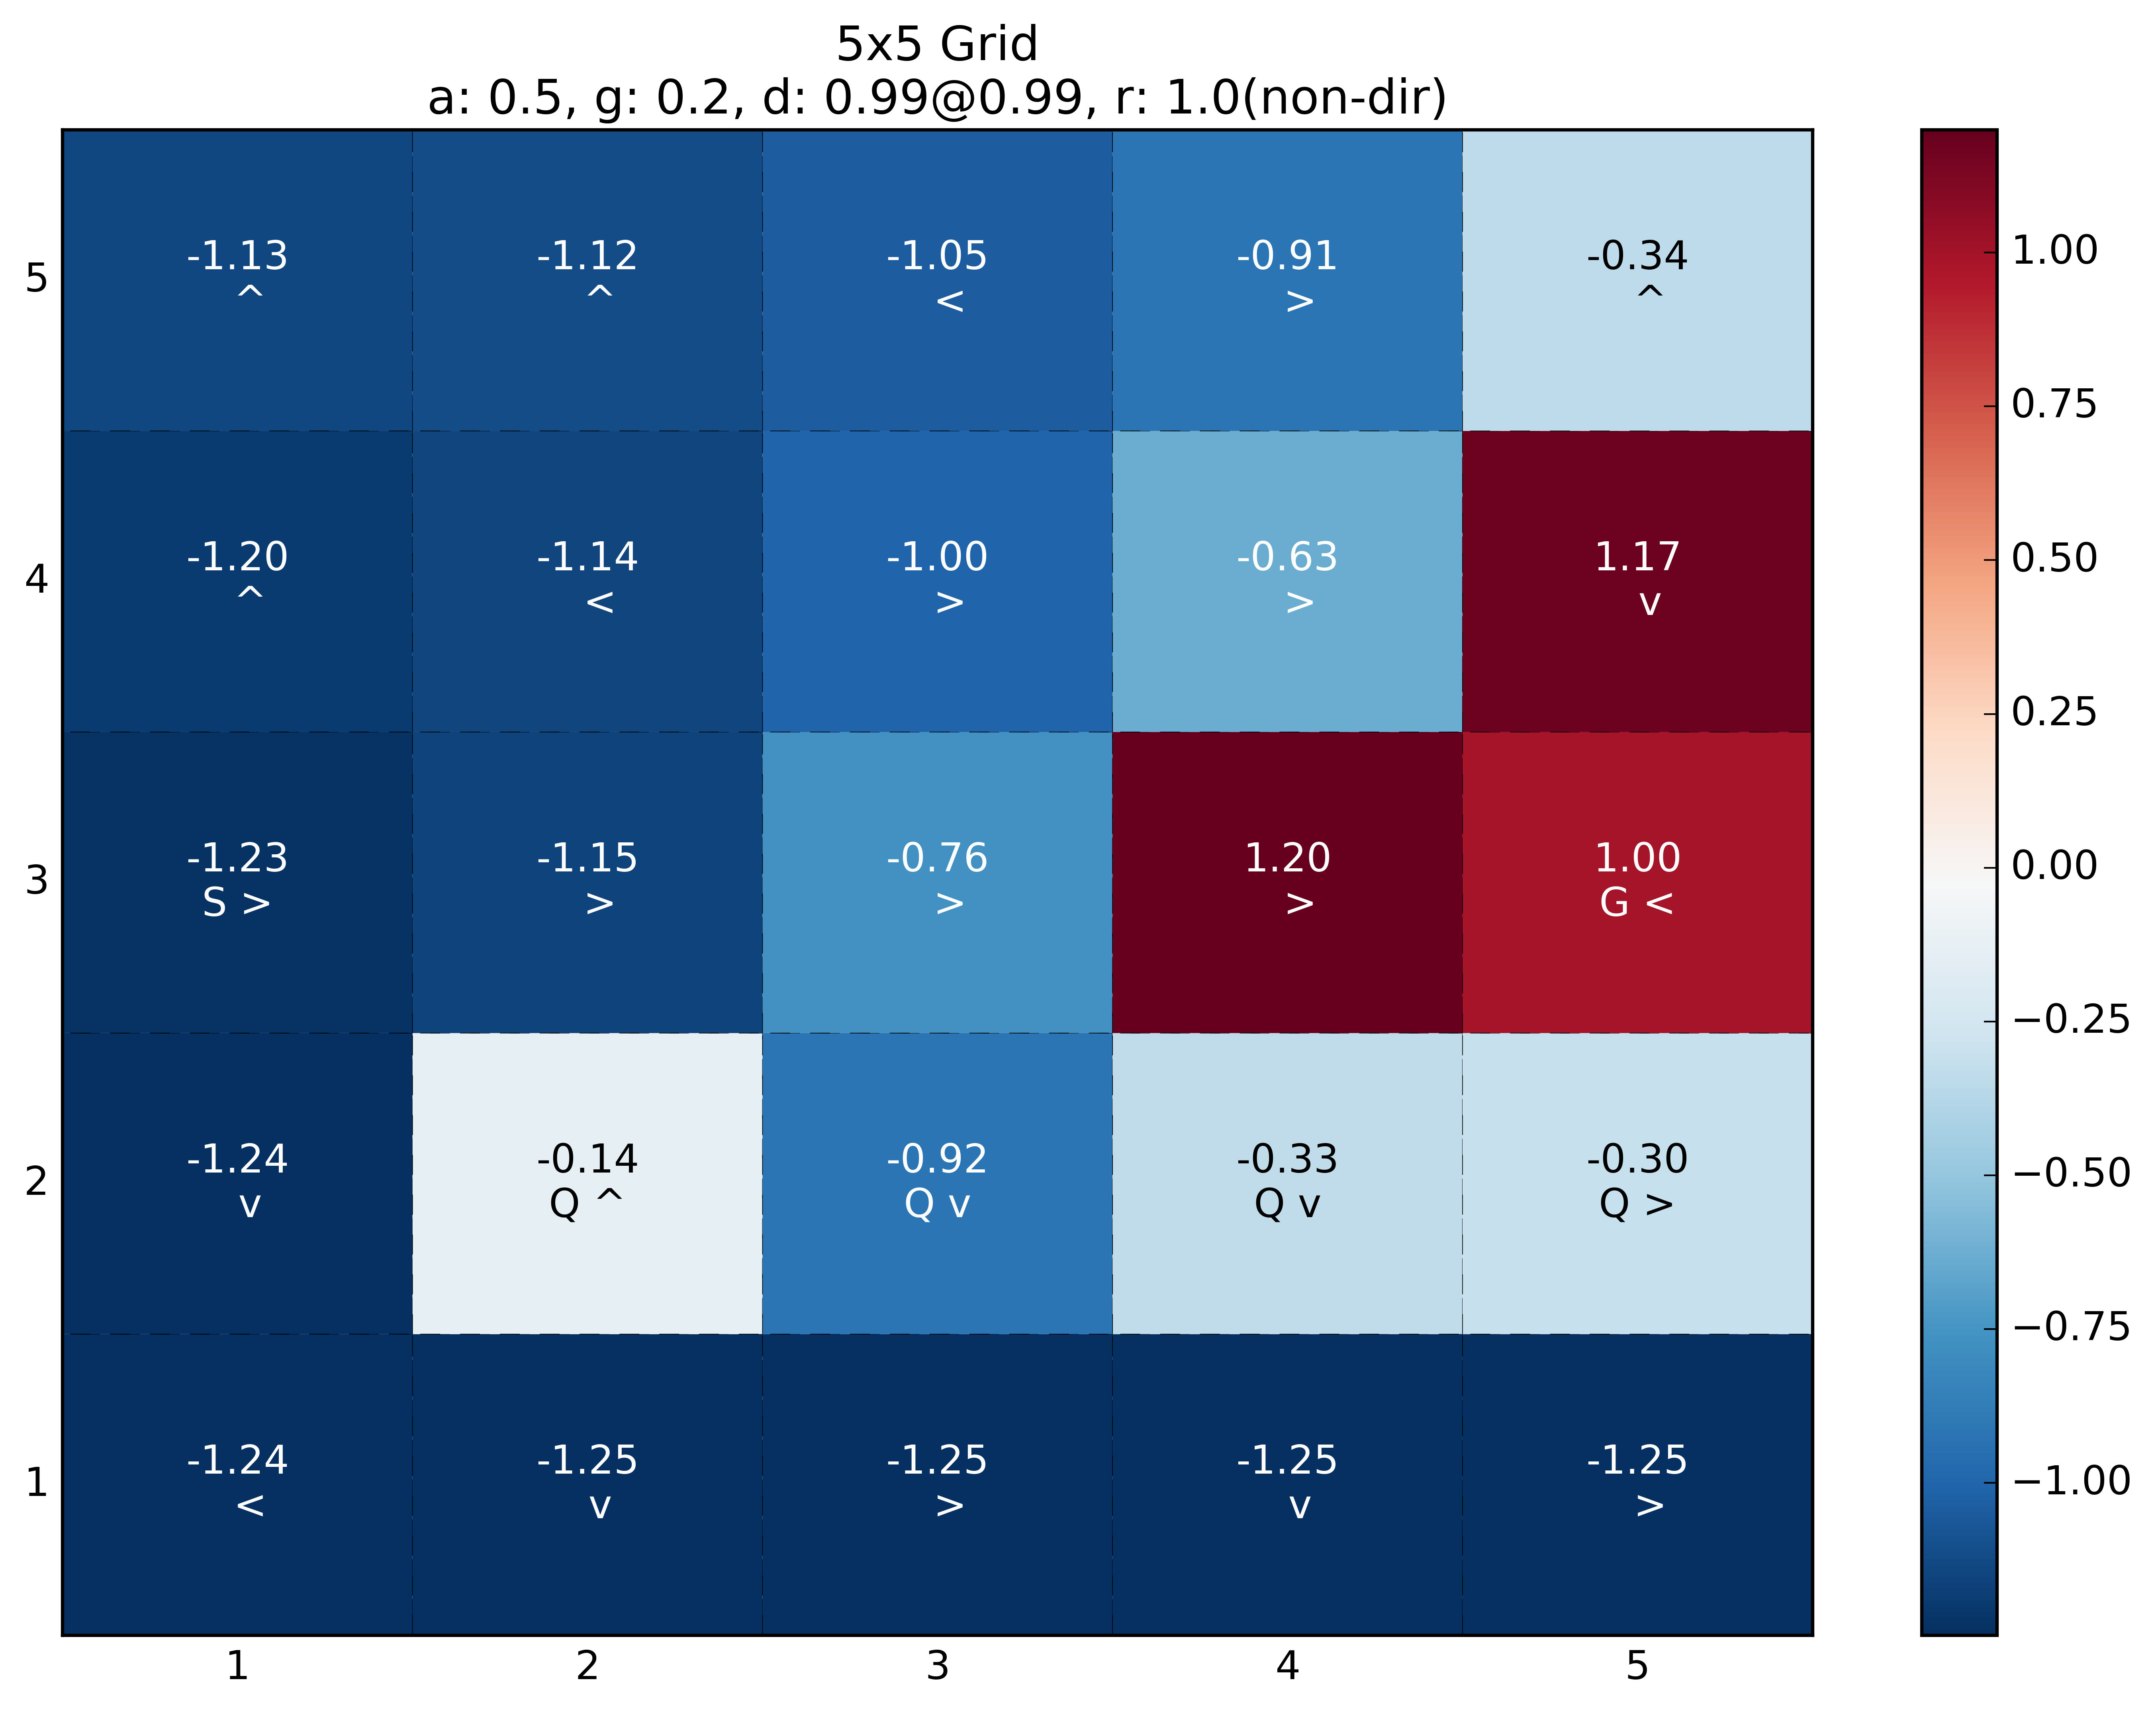 5x5 Grid
a: 0.5, g: 0.2, d: 0.99@0.99, r: 1.0(non-dir)
5
-1.13 -1.12 -1.05 -0.91 -0.34
^ ^ < > ^
4
-1.20 -1.14 -1.00 -0.63 1.17
^ < > > v
3
-1.23 -1.15 -0.76 1.20 1.00
S > > > > G <
2
-1.24 -0.14 -0.92 -0.33 -0.30
v Q ^ Q v Q v Q >
1
-1.24 -1.25 -1.25 -1.25 -1.25
< v > v >
1 2 3 4 5
1.00
0.75
0.50
0.25
0.00
−0.25
−0.50
−0.75
−1.00